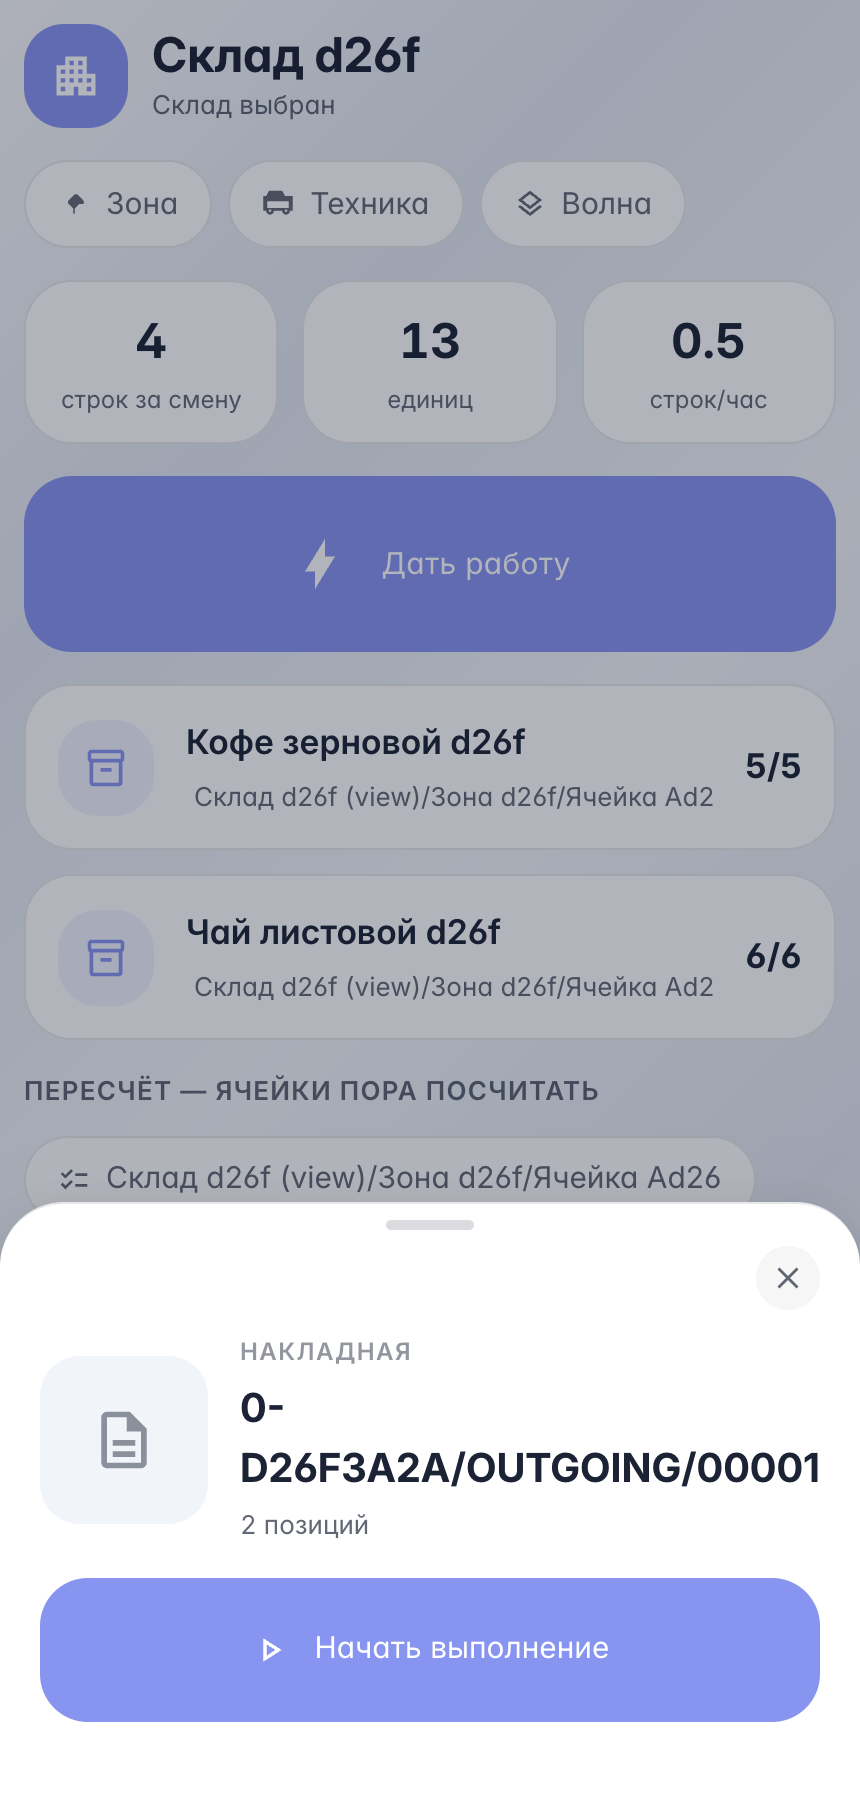 Склад d26f
Склад выбран
Зона
Техника
Волна
4
13
0.5
строк за смену
единиц
строк/час
Дать работу
Кофе зерновой d26f
Склад d26f (view)/Зона d26f/Ячейка Ad2
5/5
Чай листовой d26f
Склад d26f (view)/Зона d26f/Ячейка Ad2
6/6
ПЕРЕСЧЁТ — ЯЧЕЙКИ ПОРА ПОСЧИТАТЬ
Склад d26f (view)/Зона d26f/Ячейка Ad26
НАКЛАДНАЯ
0-
D26F3A2A/OUTGOING/00001
2 позиций
Начать выполнение